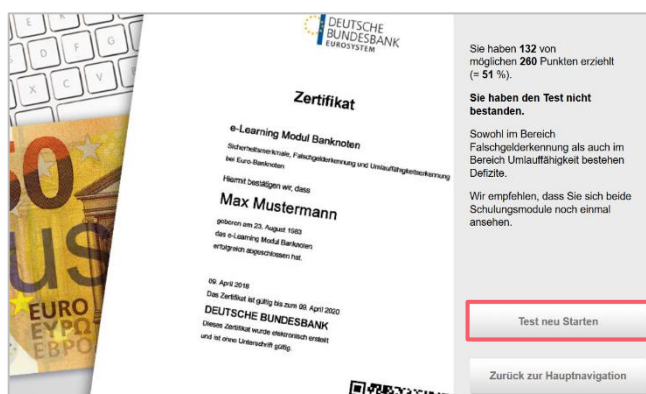 DEUTSCHE
BUNDESBANK
EUROSYSTEM
Zertifikat
e-Learning Modul Banknoten
Sicherheitsmerkmale, Falschgelderkennung und Umlauffähigkeitserkennung
bei Euro-Banknoten
Hiermit bestätigen wir, dass
Max Mustermann
geboren am 23. August 1983
das e-Learning Modul Banknoten
erfolgreich abgeschlossen hat.
09. April 2018
Das Zertifikat ist gültig bis zum 09. April 2020
DEUTSCHE BUNDESBANK
Dieses Zertifikat wurde elektronisch erstellt
und ist ohne Unterschrift gültig.
D
F
G
X
C
V
50
EURO
ΕΥΡΩ
ЕВРО
Sie haben 132 von
möglichen 260 Punkten erziehlt
(= 51 %).
Sie haben den Test nicht
bestanden.
Sowohl im Bereich
Falschgelderkennung als auch im
Bereich Umlauffähigkeit bestehen
Defizite.
Wir empfehlen, dass Sie sich beide
Schulungsmodule noch einmal
ansehen.
Test neu Starten
Zurück zur Hauptnavigation